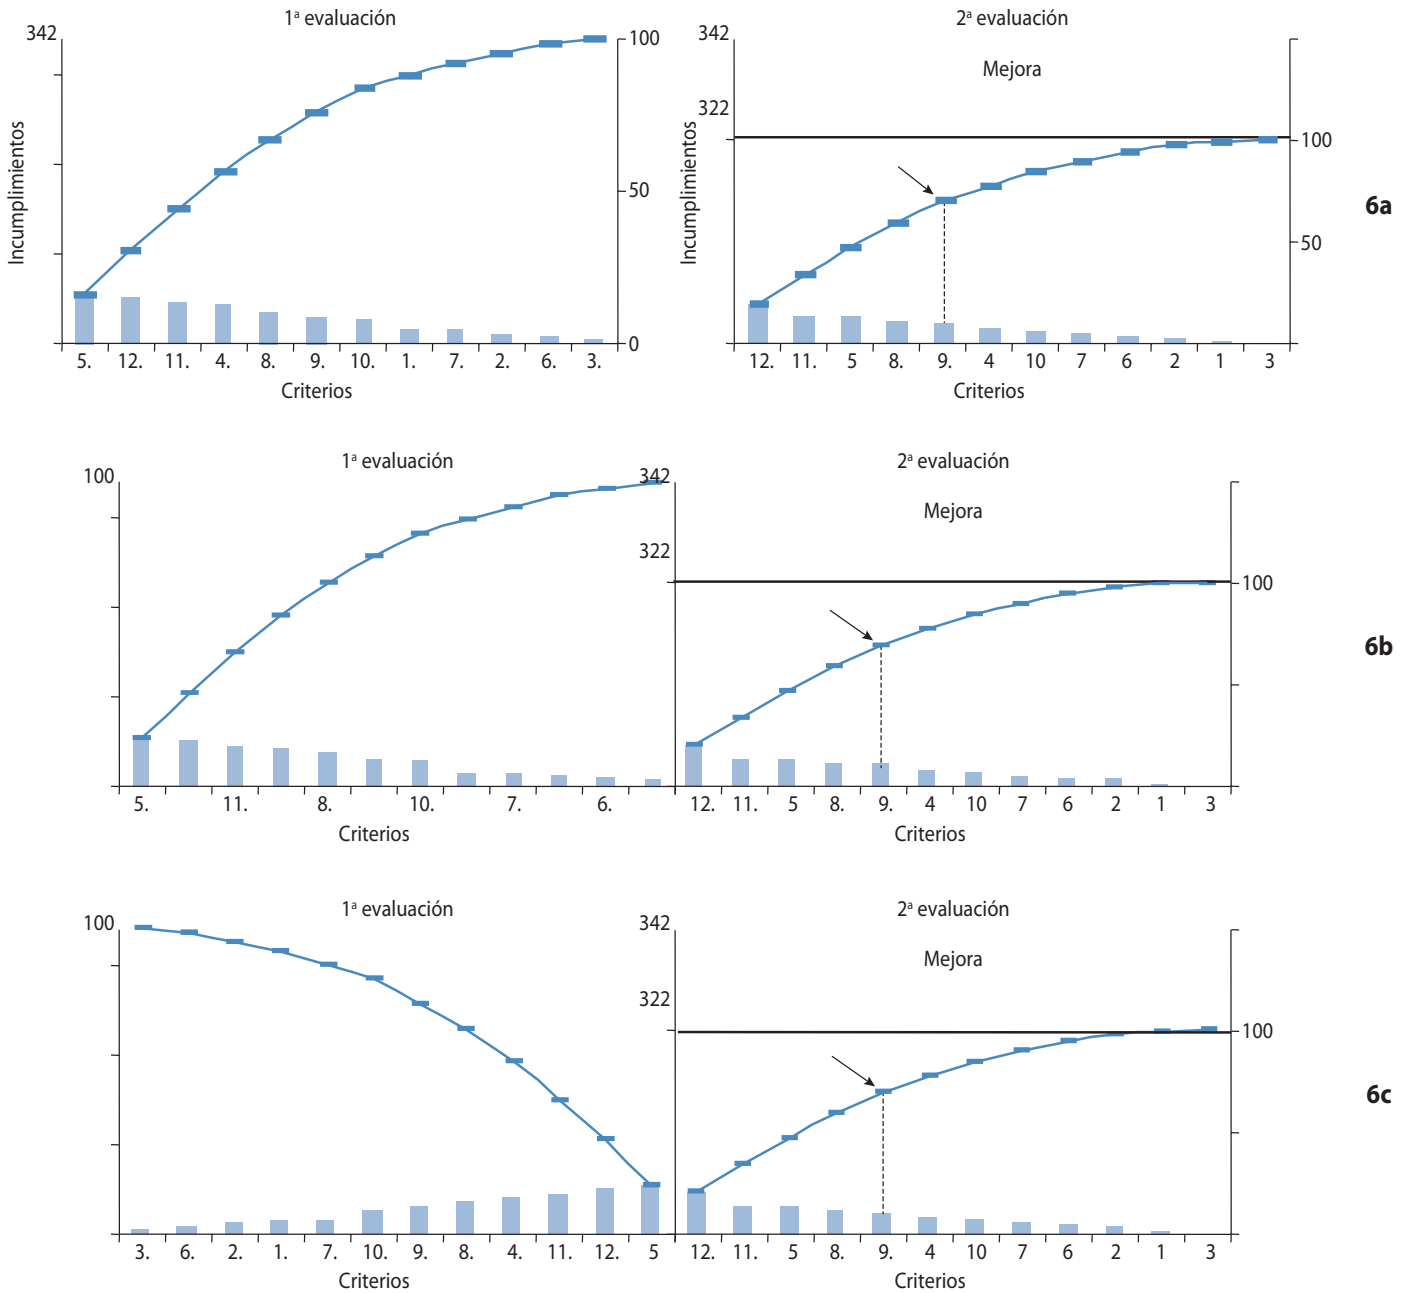 1ª evaluación
342
100
50
0
Incumplimientos
5. 12. 11. 4. 8. 9. 10. 1. 7. 2. 6. 3.
Criterios
2ª evaluación
342
Mejora
322
100
50
Incumplimientos
12. 11. 5 8. 9. 4 10 7 6 2 1 3
Criterios
6a
1ª evaluación
100
5. 11. 8. 10. 7. 6.
Criterios
2ª evaluación
342
Mejora
322
100
12. 11. 5 8. 9. 4 10 7 6 2 1 3
Criterios
6b
1ª evaluación
100
3. 6. 2. 1. 7. 10. 9. 8. 4. 11. 12. 5
Criterios
2ª evaluación
342
Mejora
322
100
12. 11. 5 8. 9. 4 10 7 6 2 1 3
Criterios
6c